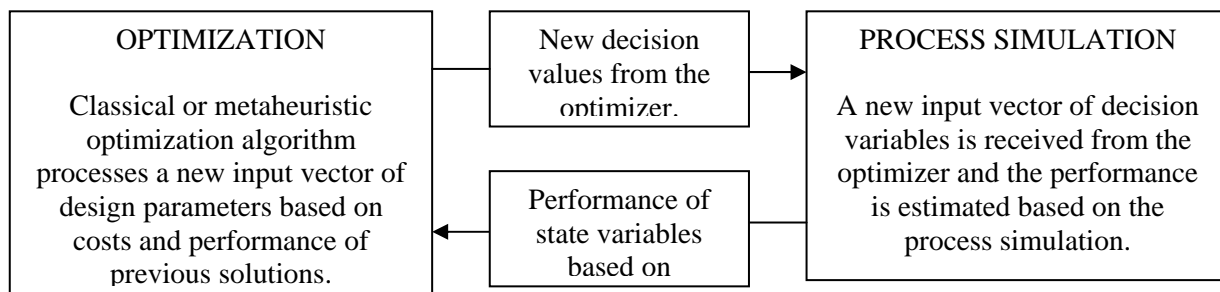 OPTIMIZATION
Classical or metaheuristic
optimization algorithm
processes a new input vector of
design parameters based on
costs and performance of
previous solutions.
New decision
values from the
optimizer.
Performance of
state variables
based on
PROCESS SIMULATION
A new input vector of decision
variables is received from the
optimizer and the performance
is estimated based on the
process simulation.